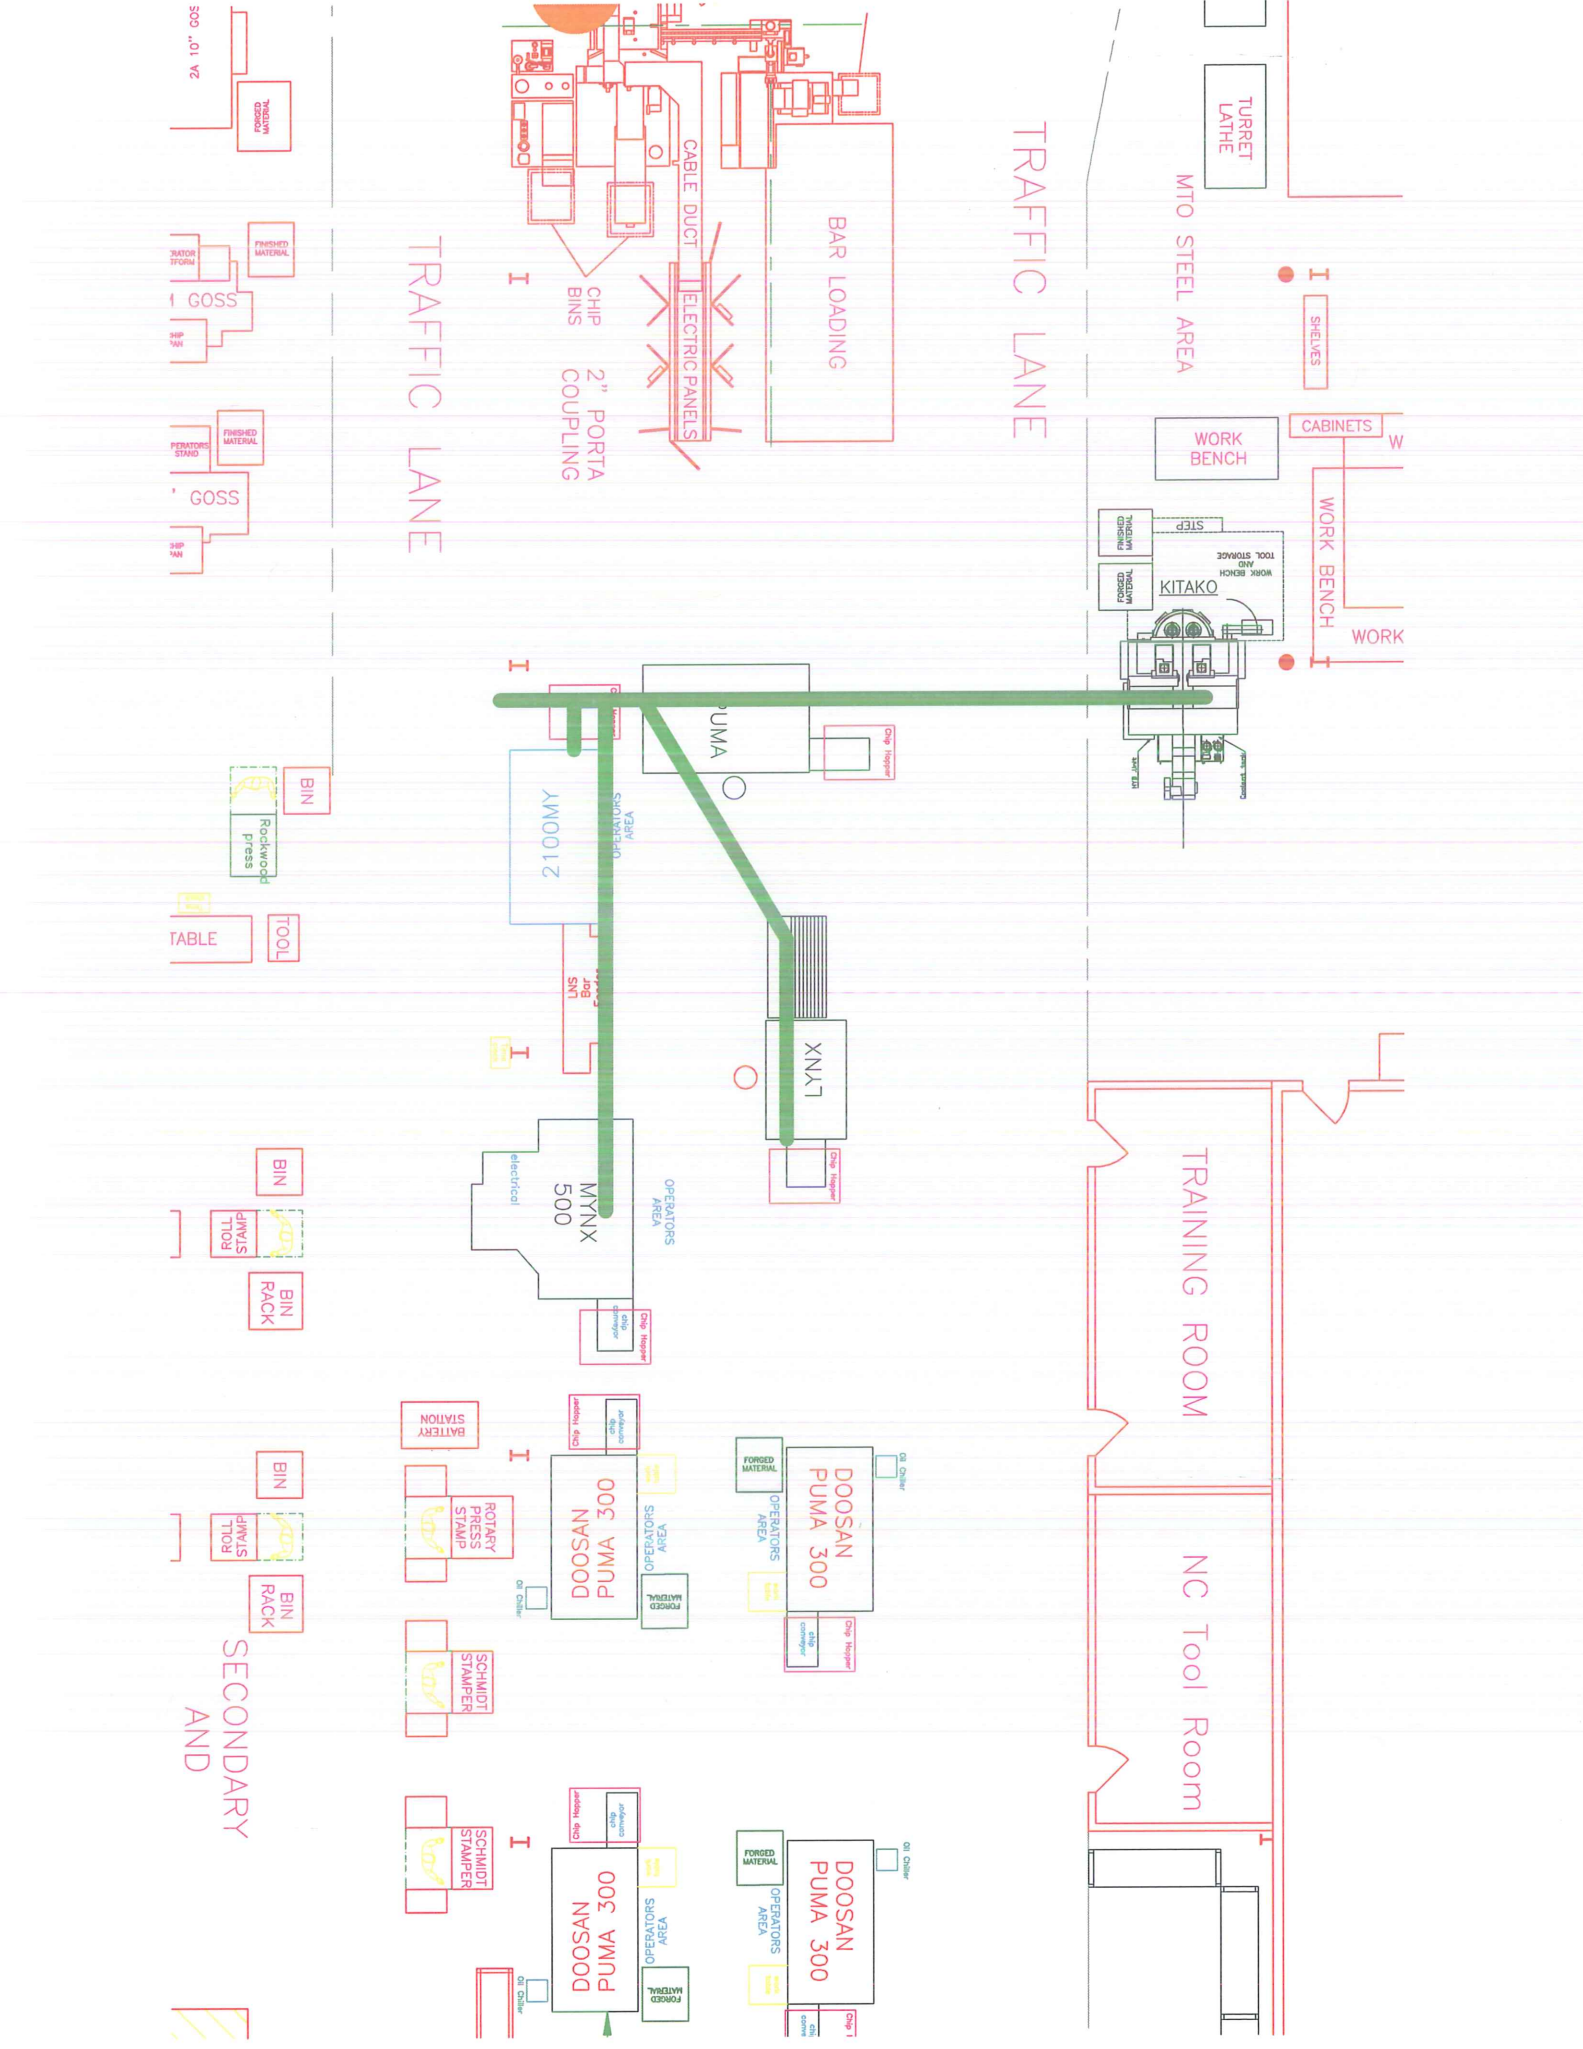 2A 10" GOS
FORGED
MATERIAL
TURRET
LATHE
TRAFFIC LANE
MTO STEEL AREA
CABLE DUCT
BAR LOADING
ELECTRIC PANELS
CHIP
BINS
2" PORTA
COUPLING
TRAFFIC LANE
FINISHED
MATERIAL
GOSS
FINISHED
MATERIAL
PERATORS
STAND
GOSS
SHELVES
CABINETS
W
WORK
BENCH
WORK BENCH
WORK
FINISHED
MATERIAL
STEP
FORGED
MATERIAL
WORK BENCH
AND
TOOL STORAGE
KITAKO
PUMA
Chip Hopper
2100MY
OPERATORS
AREA
BIN
Rockwood
press
TABLE
TOOL
LNS
Bar
LYNX
Chip Hopper
electrical
MYNX
500
OPERATORS
AREA
chip
conveyor
Chip Hopper
BIN
STAMP
ROLL
BIN
RACK
TRAINING ROOM
BATTERY
STATION
Chip Hopper
chip
conveyor
BIN
STAMP
ROLL
BIN
RACK
ROTARY
PRESS
STAMP
DOOSAN
PUMA 300
OPERATORS
AREA
FORGED
MATERIAL
Oil Chiller
FORGED
MATERIAL
OPERATORS
AREA
DOOSAN
PUMA 300
Oil Chiller
chip
conveyor
Chip Hopper
NC Tool Room
SECONDARY
AND
SCHMIDT
STAMPER
SCHMIDT
STAMPER
Chip Hopper
chip
conveyor
DOOSAN
PUMA 300
OPERATORS
AREA
FORGED
MATERIAL
Oil Chiller
FORGED
MATERIAL
OPERATORS
AREA
DOOSAN
PUMA 300
Oil Chiller